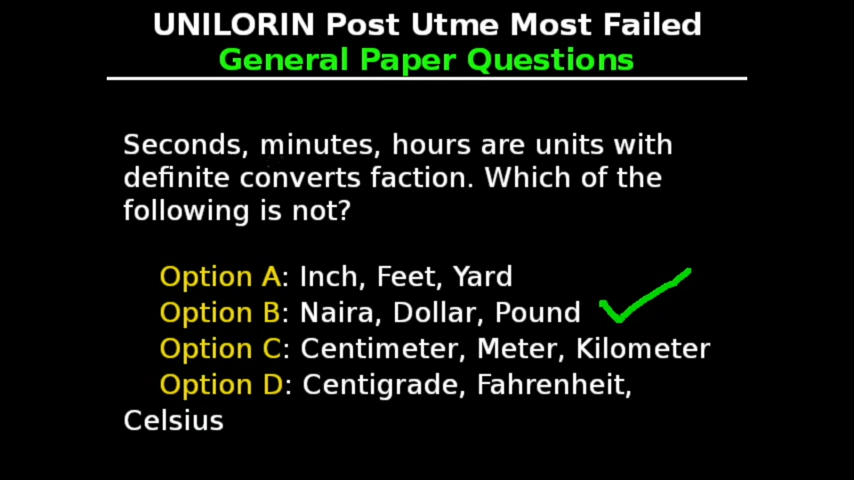 UNILORIN Post Utme Most Failed
General Paper Questions
Seconds, minutes, hours are units with
definite converts faction. Which of the
following is not?
Option A: Inch, Feet, Yard
Option B: Naira, Dollar, Pound
Option C: Centimeter, Meter, Kilometer
Option D: Centigrade, Fahrenheit,
Celsius